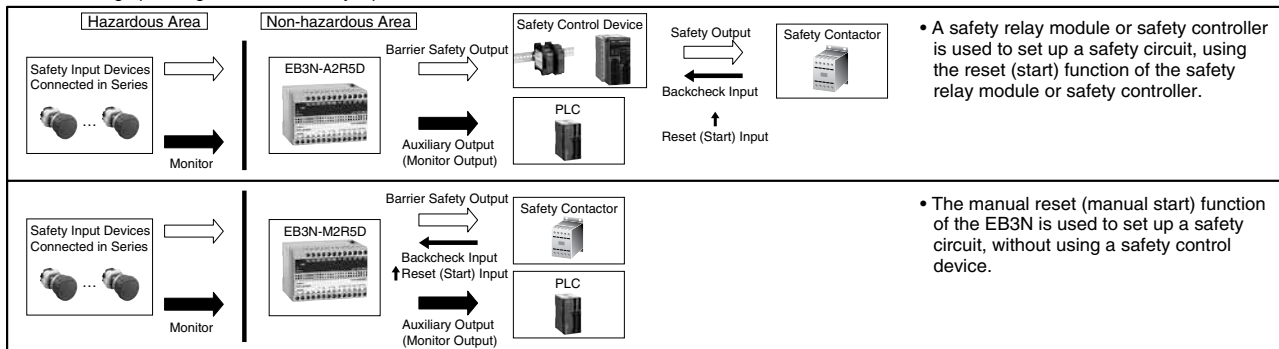 Hazardous Area
Non-hazardous Area
Safety Input Devices
Connected in Series
...
Monitor
EB3N-A2R5D
Barrier Safety Output
Auxiliary Output
(Monitor Output)
Safety Control Device
PLC
Safety Output
Backcheck Input
Reset (Start) Input
Safety Contactor
• A safety relay module or safety controller
is used to set up a safety circuit, using
the reset (start) function of the safety
relay module or safety controller.
Safety Input Devices
Connected in Series
...
Monitor
EB3N-M2R5D
Barrier Safety Output
Backcheck Input
Reset (Start) Input
Auxiliary Output
(Monitor Output)
Safety Contactor
PLC
• The manual reset (manual start) function
of the EB3N is used to set up a safety
circuit, without using a safety control
device.